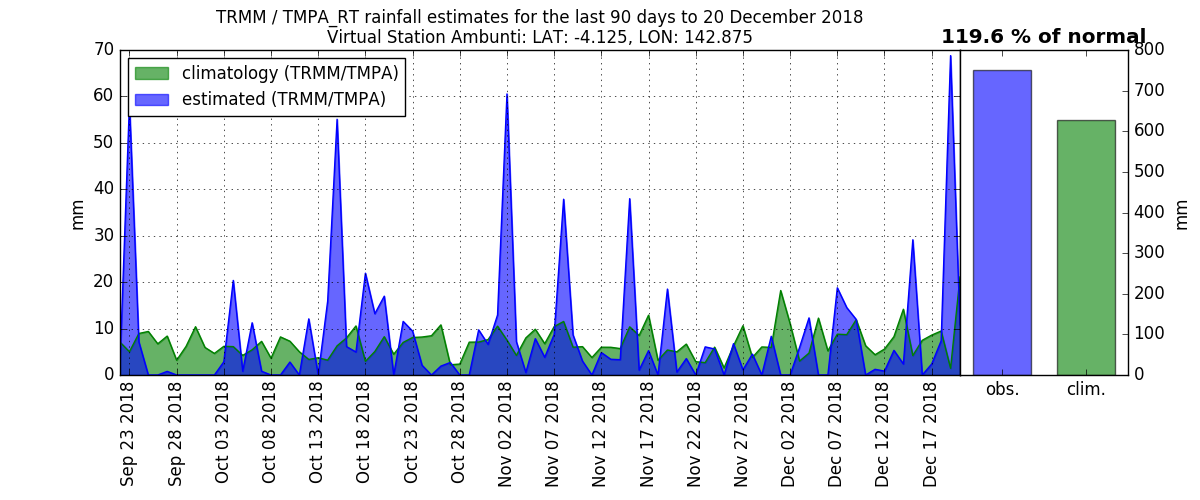 TRMM / TMPA_RT rainfall estimates for the last 90 days to 20 December 2018
Virtual Station Ambunti: LAT: -4.125, LON: 142.875
119.6 % of normal
climatology (TRMM/TMPA)
estimated (TRMM/TMPA)
mm
70
60
50
40
30
20
10
0
800
700
600
500
400
300
200
100
0
mm
obs.
clim.
Sep 23 2018
Sep 28 2018
Oct 03 2018
Oct 08 2018
Oct 13 2018
Oct 18 2018
Oct 23 2018
Oct 28 2018
Nov 02 2018
Nov 07 2018
Nov 12 2018
Nov 17 2018
Nov 22 2018
Nov 27 2018
Dec 02 2018
Dec 07 2018
Dec 12 2018
Dec 17 2018